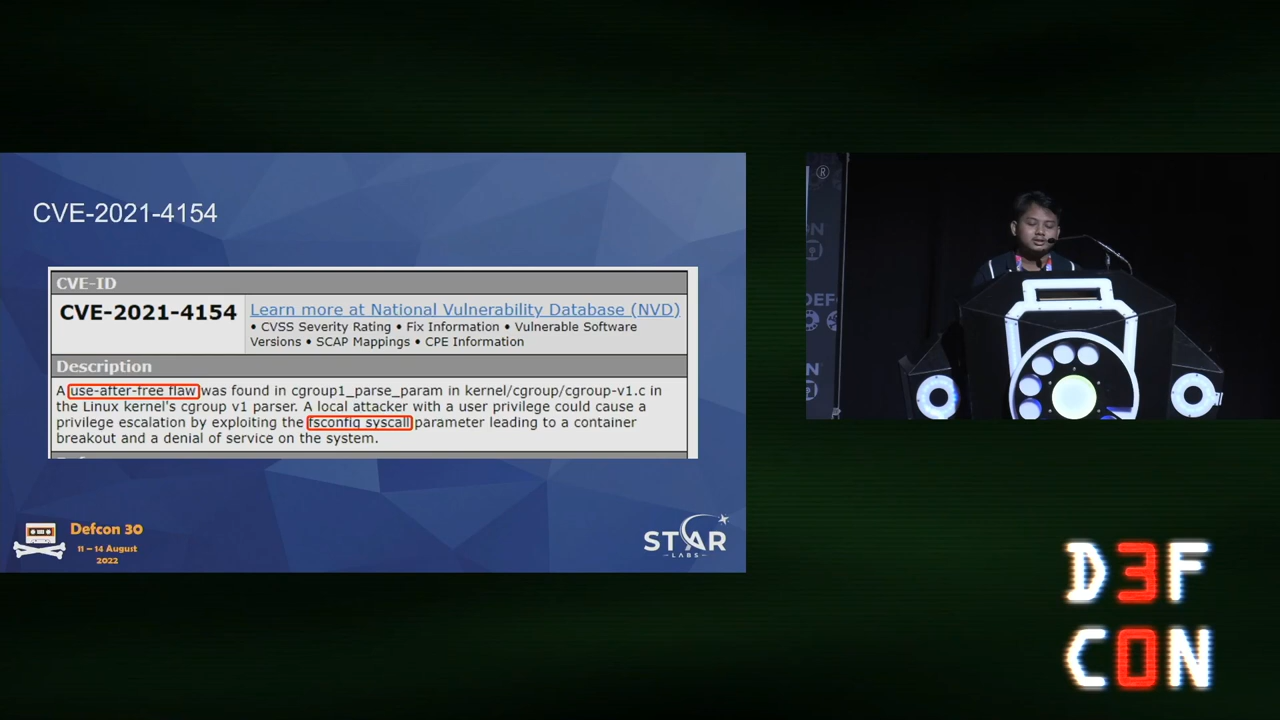 CVE-2021-4154
CVE-ID
CVE-2021-4154
Learn more at National Vulnerability Database (NVD)
• CVSS Severity Rating • Fix Information • Vulnerable Software
Versions • SCAP Mappings • CPE Information
Description
A use-after-free flaw was found in cgroup1_parse_param in kernel/cgroup/cgroup-v1.c in
the Linux kernel's cgroup v1 parser. A local attacker with a user privilege could cause a
privilege escalation by exploiting the fsconfig syscall parameter leading to a container
breakout and a denial of service on the system.
Defcon 30
11 – 14 August
2022
STAR
LABS
®
ON
DEF
N
D3F
C0N